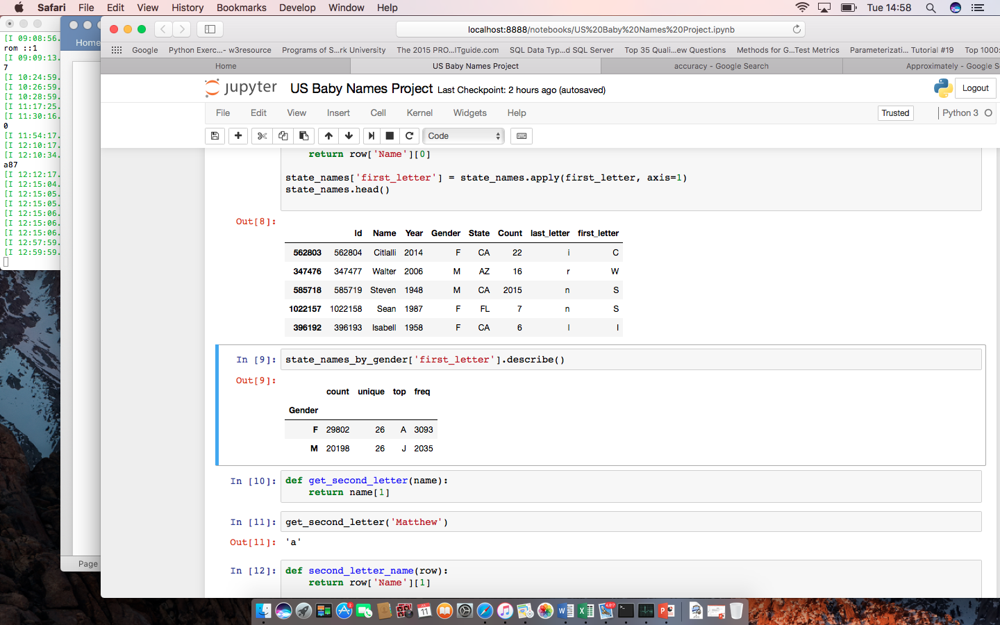 Safari File Edit View History Bookmarks Develop Window Help Tue 14:58
[I 09:08:56.
rom ::1
[I 09:09:13.
7
[I 10:24:59.
[I 10:26:59.
[I 10:28:59.
[I 11:17:25.
[I 11:30:16.
0
[I 11:54:17.
[I 12:10:17.
[I 12:10:34.
a87
[I 12:12:17.
[I 12:15:04.
[I 12:15:05.
[I 12:15:05.
[I 12:15:06.
[I 12:15:06.
[I 12:15:06.
[I 12:57:59.
[I 12:59:59.
Home
Page
localhost:8888/notebooks/US%20Baby%20Names%20Project.ipynb
Google Python Exerc...- w3resource Programs of S...rk University The 2015 PRO...ITguide.com SQL Data Typ...d SQL Server Top 35 Quali...ew Questions Methods for G...Test Metrics Parameterizati... Tutorial #19 Top 1000:
Home US Baby Names Project accuracy - Google Search Approximately - Google S
jupyter US Baby Names Project Last Checkpoint: 2 hours ago (autosaved) Logout
File Edit View Insert Cell Kernel Widgets Help Trusted Python 3
Code
return row['Name'][0]
state_names['first_letter'] = state_names.apply(first_letter, axis=1)
state_names.head()
Out[8]:
Id Name Year Gender State Count last_letter first_letter
562803 562804 Citlalli 2014 F CA 22 i C
347476 347477 Walter 2006 M AZ 16 r W
585718 585719 Steven 1948 M CA 2015 n S
1022157 1022158 Sean 1987 F FL 7 n S
396192 396193 Isabell 1958 F CA 6 l I
In [9]: state_names_by_gender['first_letter'].describe()
Out[9]:
count unique top freq
Gender
F 29802 26 A 3093
M 20198 26 J 2035
In [10]: def get_second_letter(name):
return name[1]
In [11]: get_second_letter('Matthew')
Out[11]: 'a'
In [12]: def second_letter_name(row):
return row['Name'][1]
11